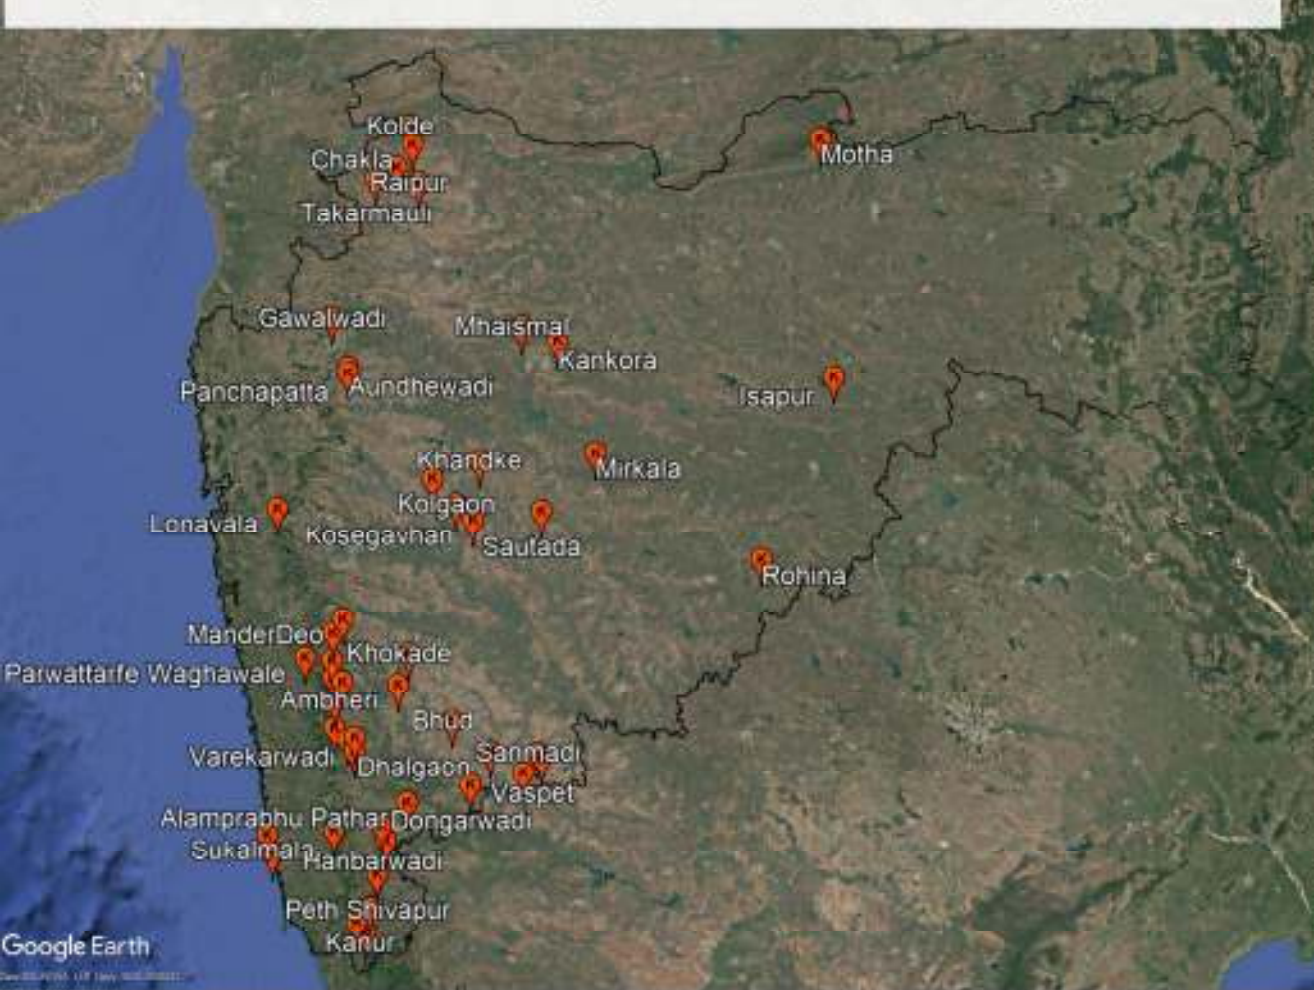 Kolde
Motha
Chakla
Raipur
Takarmauli
Gawalwadi
Mhaismal
Kankora
Panchapatta
Aundhewadi
Isapur
Khandke
Mirkala
Kolgaon
Lonavala
Kosegavhan
Sautada
Rohina
ManderDeo
Khokade
Parwattarfe Waghawale
Ambheri
Bhud
Sanmadi
Varekarwadi
Dhalgaon
Vaspet
Alamprabhu Pathar
Dongarwadi
Sukalmala
Hanbarwadi
Peth Shivapur
Kanur
Google Earth